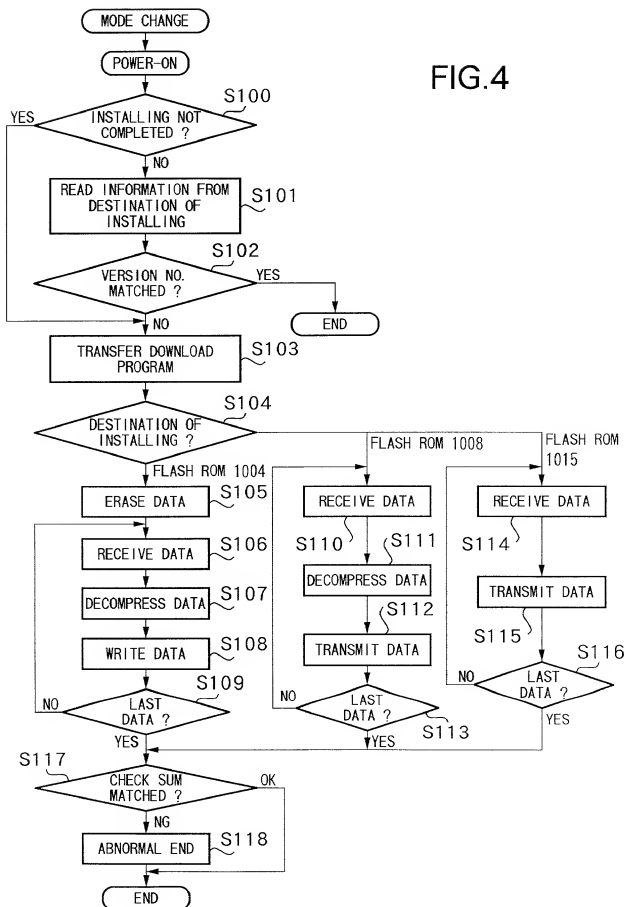 MODE CHANGE
POWER-ON
FIG.4
S100
YES
INSTALLING NOT
COMPLETED ?
NO
READ INFORMATION FROM
DESTINATION OF
INSTALLING
S101
S102
VERSION NO.
MATCHED ?
YES
END
NO
TRANSFER DOWNLOAD
PROGRAM
S103
S104
DESTINATION OF
INSTALLING ?
FLASH ROM 1004
FLASH ROM 1008
FLASH ROM
1015
ERASE DATA
S105
RECEIVE DATA
S106
DECOMPRESS DATA
S107
WRITE DATA
S108
S109
NO
LAST
DATA ?
YES
RECEIVE DATA
S110
S111
DECOMPRESS DATA
S112
TRANSMIT DATA
NO
LAST
DATA ?
S113
YES
RECEIVE DATA
S114
TRANSMIT DATA
S115
S116
NO
LAST
DATA ?
YES
S117
CHECK SUM
MATCHED ?
OK
NG
ABNORMAL END
S118
END